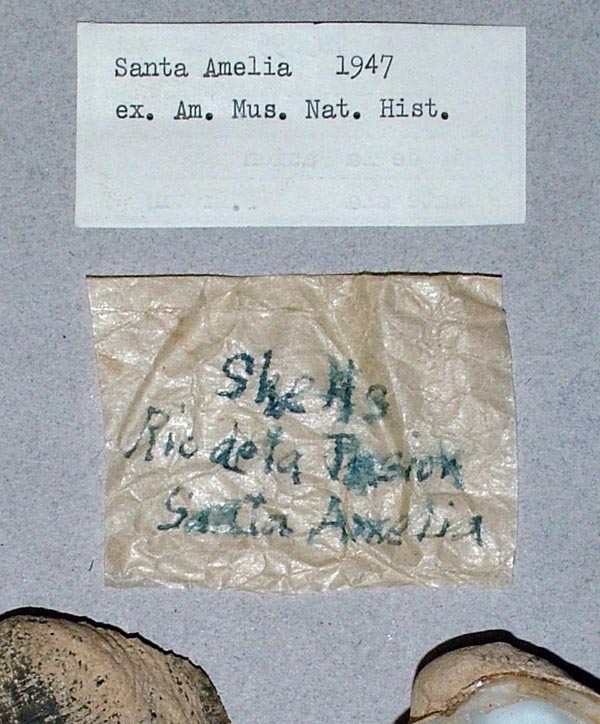 Santa Amelia 1947
ex. Am. Mus. Nat. Hist.
Shells
Rio de la Pasion
Santa Amelia